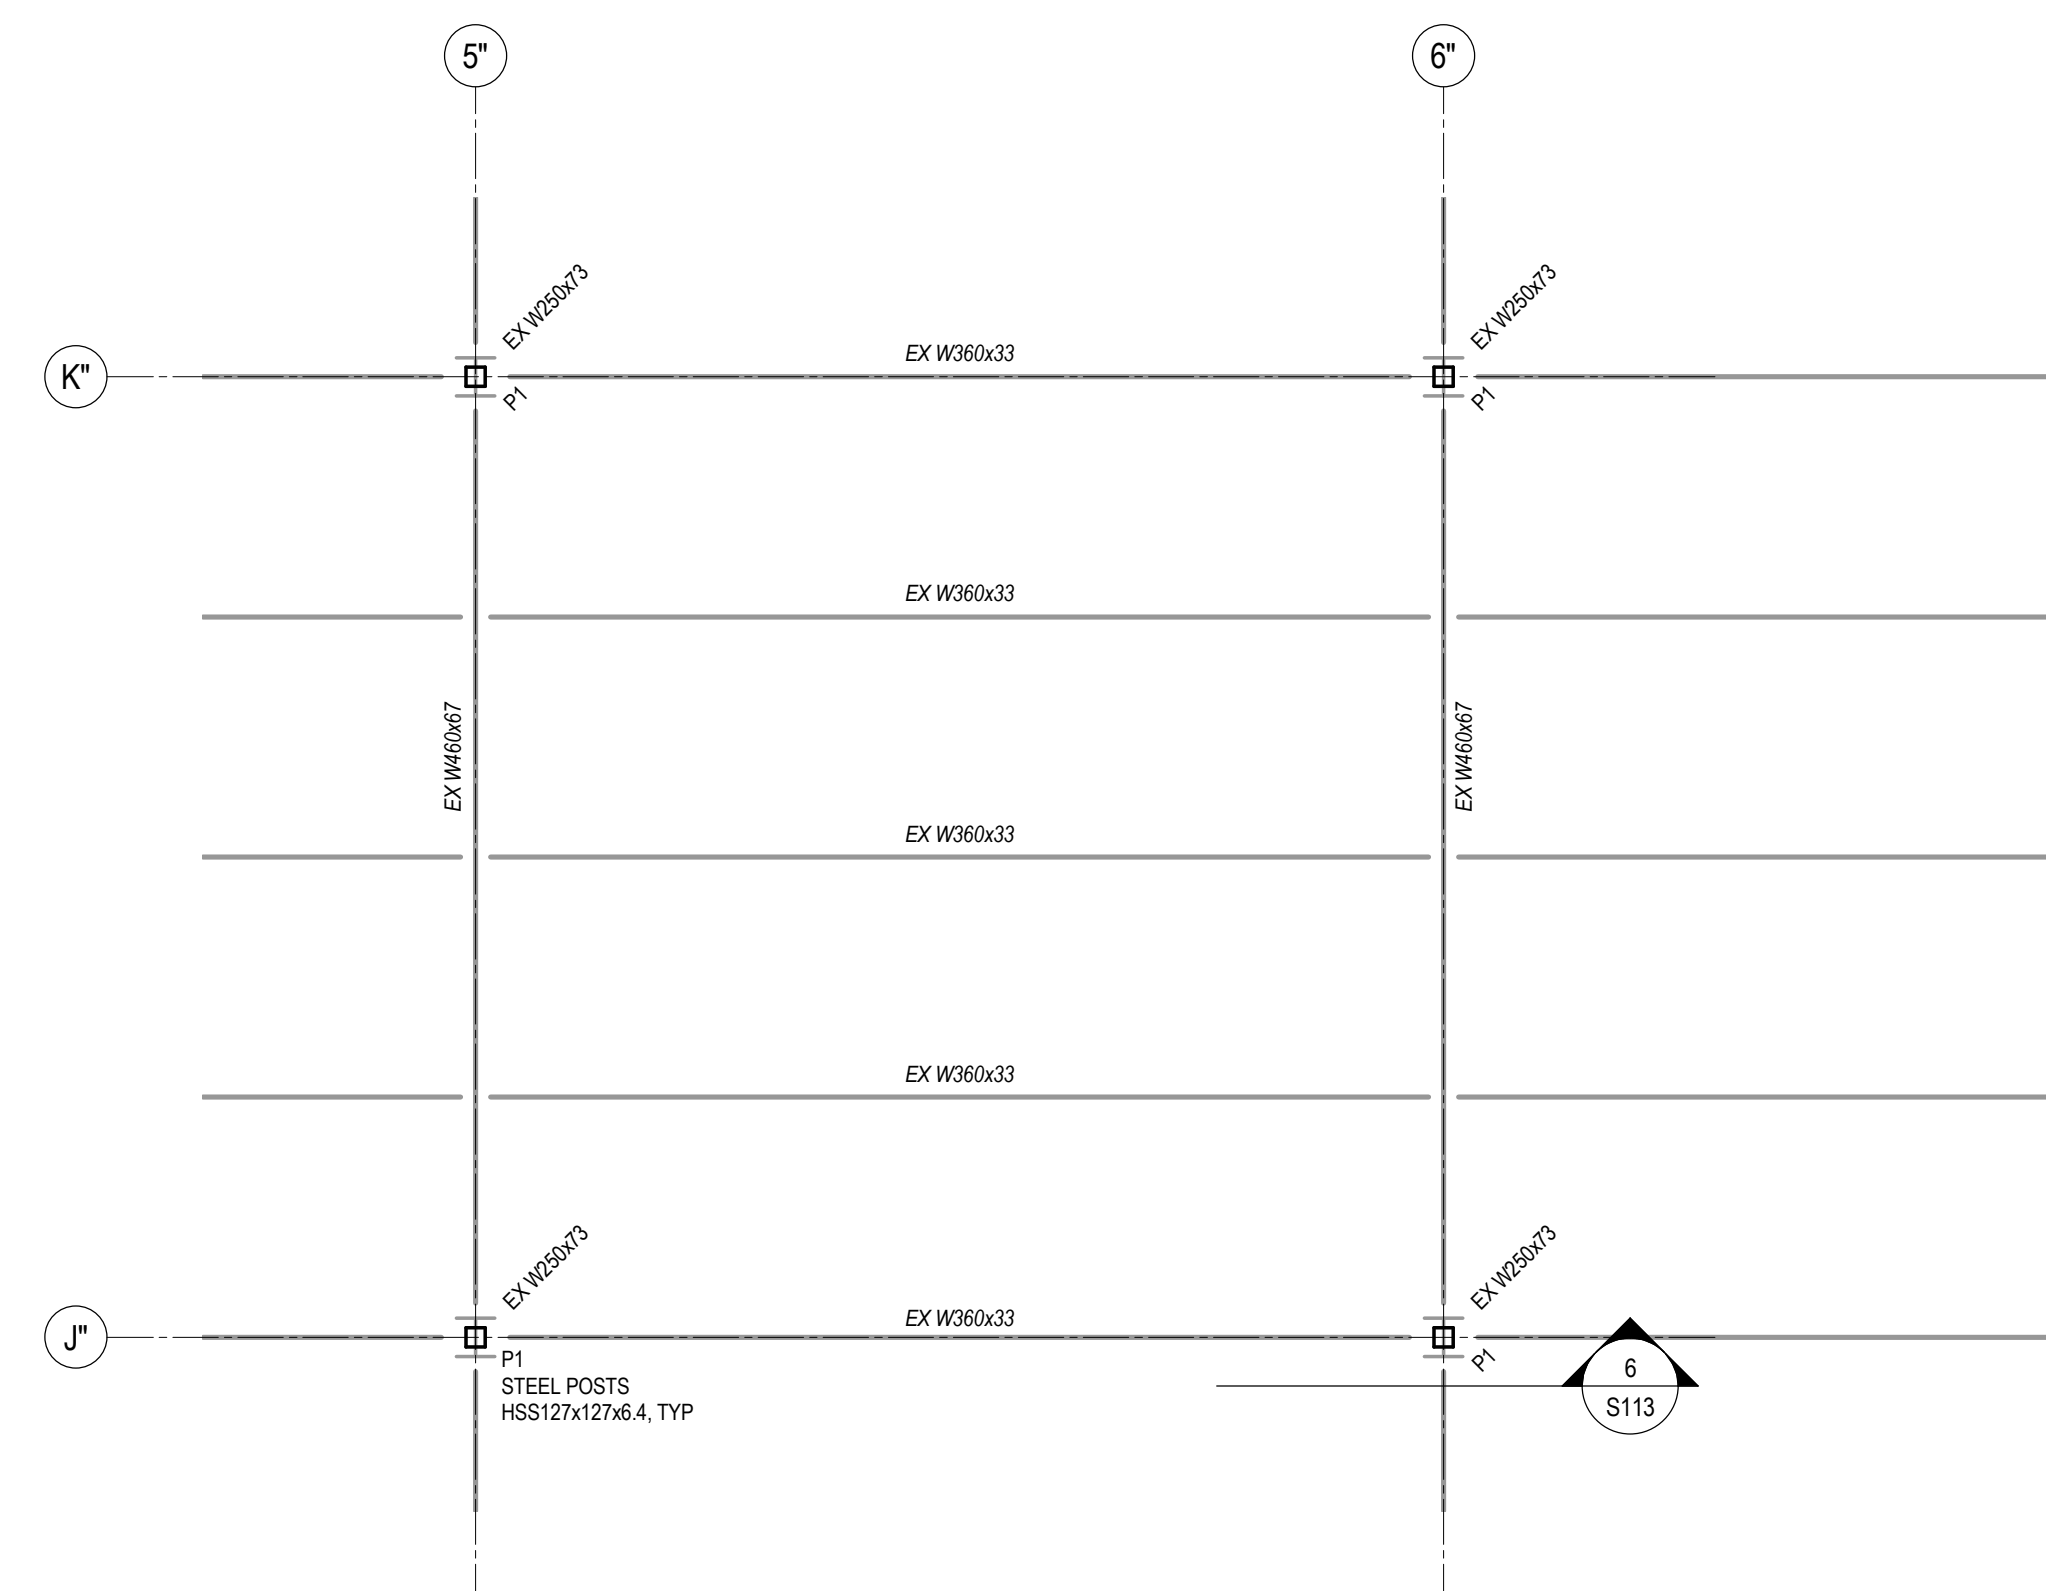 5"
6"
EX W250x73
EX W250x73
EX W360x33
K"
P1
P1
EX W360x33
EX W460x67
EX W460x67
EX W360x33
EX W360x33
EX W250x73
EX W250x73
EX W360x33
J"
P1
STEEL POSTS
HSS127x127x6.4, TYP
P1
6
S113